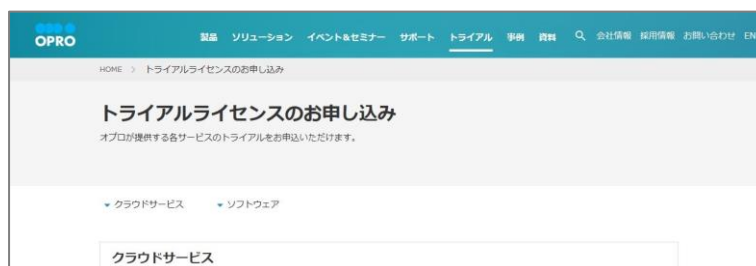 OPRO
製品 ソリューション イベント&セミナー サポート トライアル 事例 資料 会社情報 採用情報 お問い合わせ EN
HOME > トライアルライセンスのお申し込み
トライアルライセンスのお申し込み
オプロが提供する各サービスのトライアルをお申込いただけます。
クラウドサービス ソフトウェア
クラウドサービス